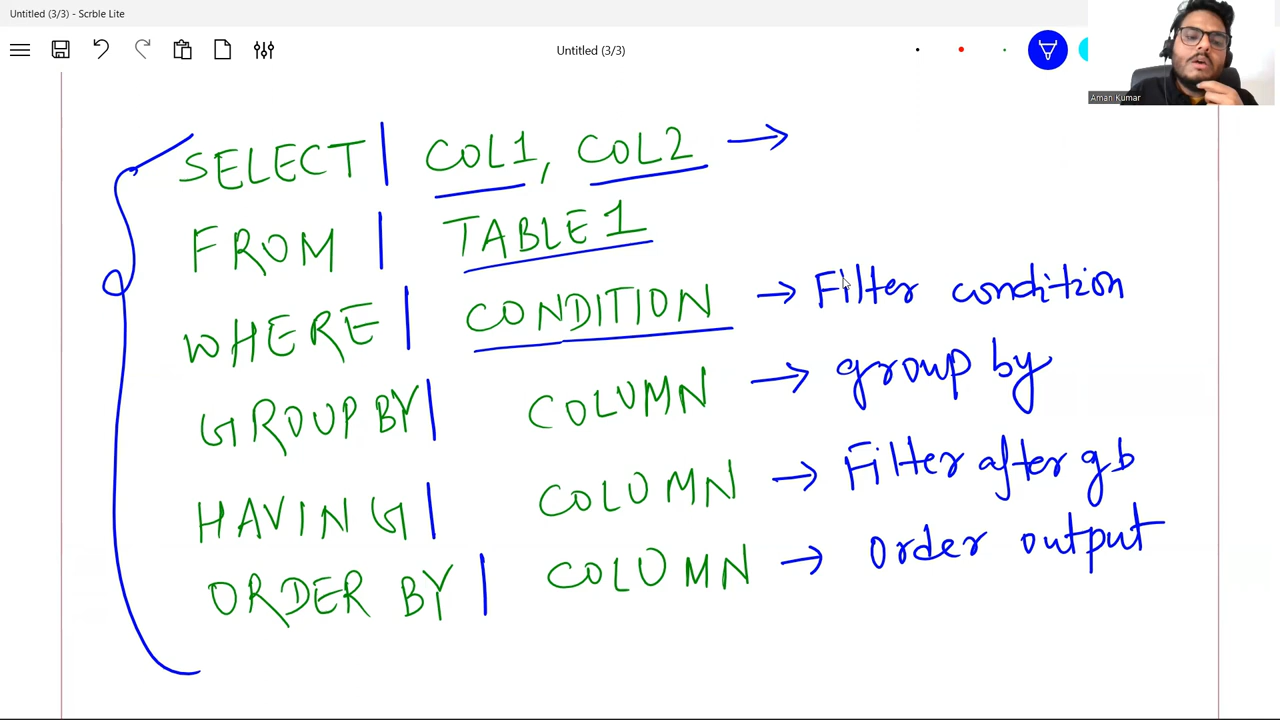 Untitled (3/3) - Scrble Lite
Untitled (3/3)
Aman Kumar
SELECT | COL1, COL2 →
FROM | TABLE1
WHERE | CONDITION → Filter condition
GROUP BY | COLUMN → group by
HAVING | COLUMN → Filter after gb
ORDER BY | COLUMN → Order output